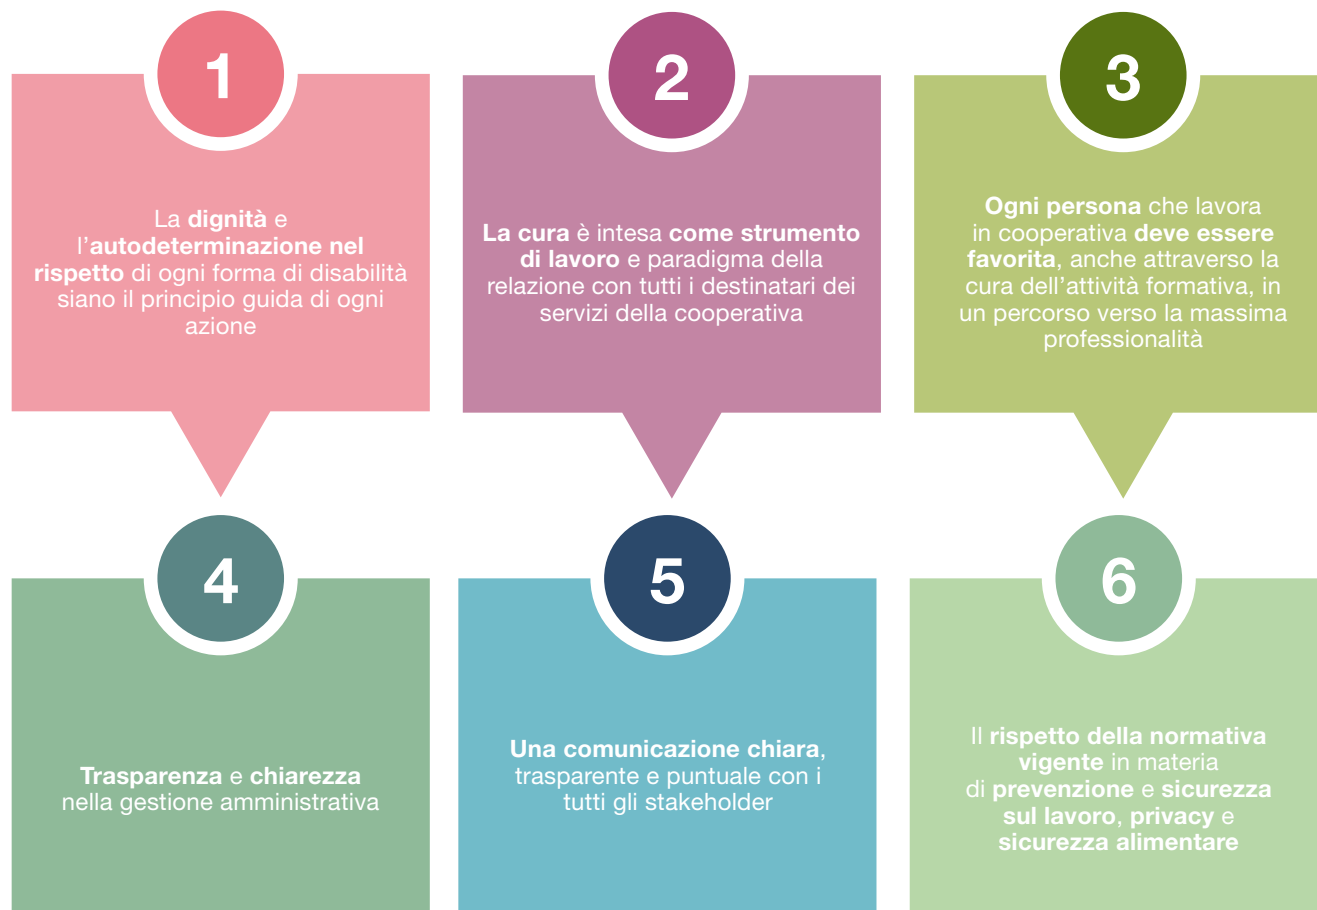 1
La dignità e
l'autodeterminazione nel
rispetto di ogni forma di disabilità
siano il principio guida di ogni
azione
2
La cura è intesa come strumento
di lavoro e paradigma della
relazione con tutti i destinatari dei
servizi della cooperativa
3
Ogni persona che lavora
in cooperativa deve essere
favorita, anche attraverso la
cura dell'attività formativa, in
un percorso verso la massima
professionalità
4
Trasparenza e chiarezza
nella gestione amministrativa
5
Una comunicazione chiara,
trasparente e puntuale con i
tutti gli stakeholder
6
Il rispetto della normativa
vigente in materia
di prevenzione e sicurezza
sul lavoro, privacy e
sicurezza alimentare